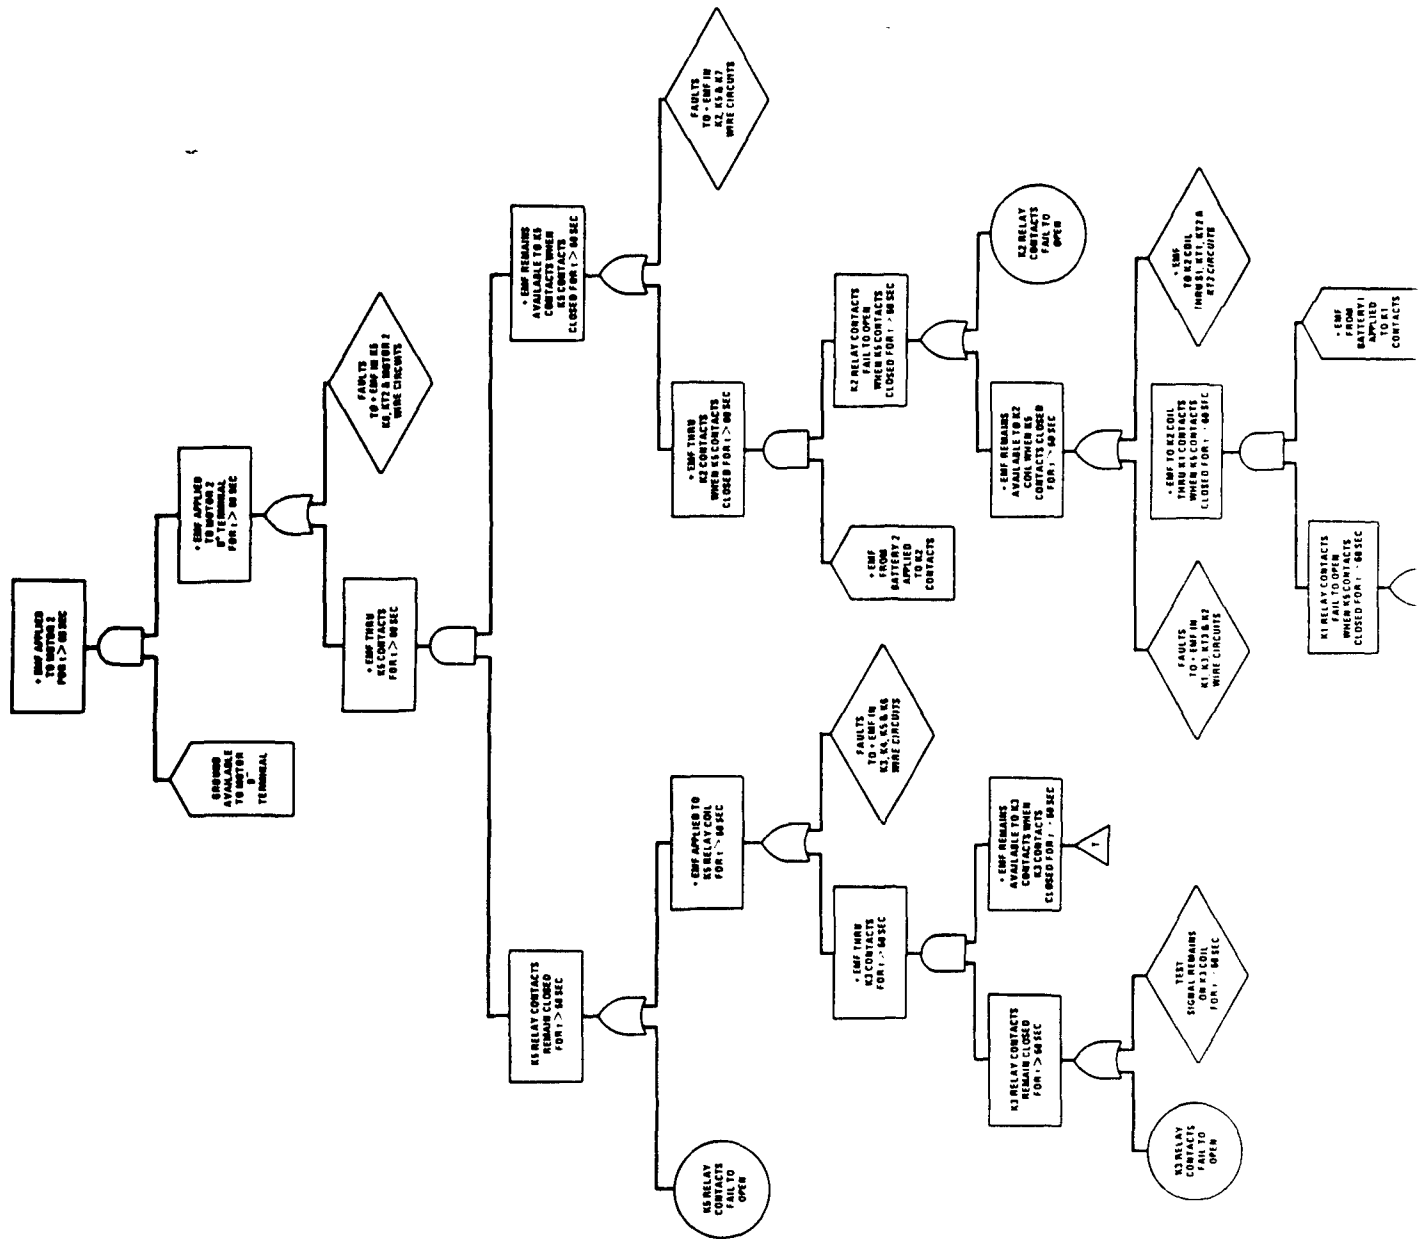 + EMF APPLIED
TO MOTOR 2
FOR t > 60 SEC
GROUND
AVAILABLE
TO MOTOR
TERMINAL
+ EMF APPLIED
TO MOTOR 2
TERMINAL
FOR t > 60 SEC
+ EMF THRU
K5 CONTACTS
FOR t > 60 SEC
FAULTS
TO + EMF IN K5
K6, KT2 & MOTOR 2
WIRE CIRCUITS
K5 RELAY CONTACTS
REMAIN CLOSED
FOR t > 60 SEC
+ EMF REMAINS
AVAILABLE TO K5
CONTACTS WHEN
K5 CONTACTS
CLOSED FOR t > 60 SEC
K5 RELAY
CONTACTS
FAIL TO
OPEN
+ EMF APPLIED TO
K5 RELAY COIL
FOR t > 60 SEC
+ EMF THRU
K2 CONTACTS
WHEN K5 CONTACTS
CLOSED FOR t > 60 SEC
FAULTS
TO + EMF IN
K2, K5 & K7
WIRE CIRCUITS
+ EMF THRU
K3 CONTACTS
FOR t > 60 SEC
FAULTS
TO + EMF IN
K3, K4, K5 & K6
WIRE CIRCUITS
+ EMF
FROM
BATTERY 2
APPLIED
TO K2
CONTACTS
K2 RELAY CONTACTS
FAIL TO OPEN
WHEN K5 CONTACTS
CLOSED FOR t > 60 SEC
K3 RELAY CONTACTS
REMAIN CLOSED
FOR t > 60 SEC
+ EMF REMAINS
AVAILABLE TO K3
CONTACTS WHEN
K3 CONTACTS
CLOSED FOR t > 60 SEC
+ EMF REMAINS
AVAILABLE TO K2
COIL WHEN K5
CONTACTS CLOSED
FOR t > 60 SEC
K2 RELAY
CONTACTS
FAIL TO
OPEN
1
K3 RELAY
CONTACTS
FAIL TO
OPEN
TEST
SIGNAL REMAINS
ON K3 COIL
FOR t > 60 SEC
FAULTS
TO + EMF IN
K1, K3, KT3 & K2
WIRE CIRCUITS
+ EMF TO K2 COIL
THRU K1 CONTACTS
WHEN K5 CONTACTS
CLOSED FOR t > 60 SEC
+ EMF
TO K2 COIL
THRU S1, KT1, KT2 &
KT3 CIRCUITS
K1 RELAY CONTACTS
FAIL TO OPEN
WHEN K5 CONTACTS
CLOSED FOR t > 60 SEC
+ EMF
FROM
BATTERY 1
APPLIED
TO K1
CONTACTS